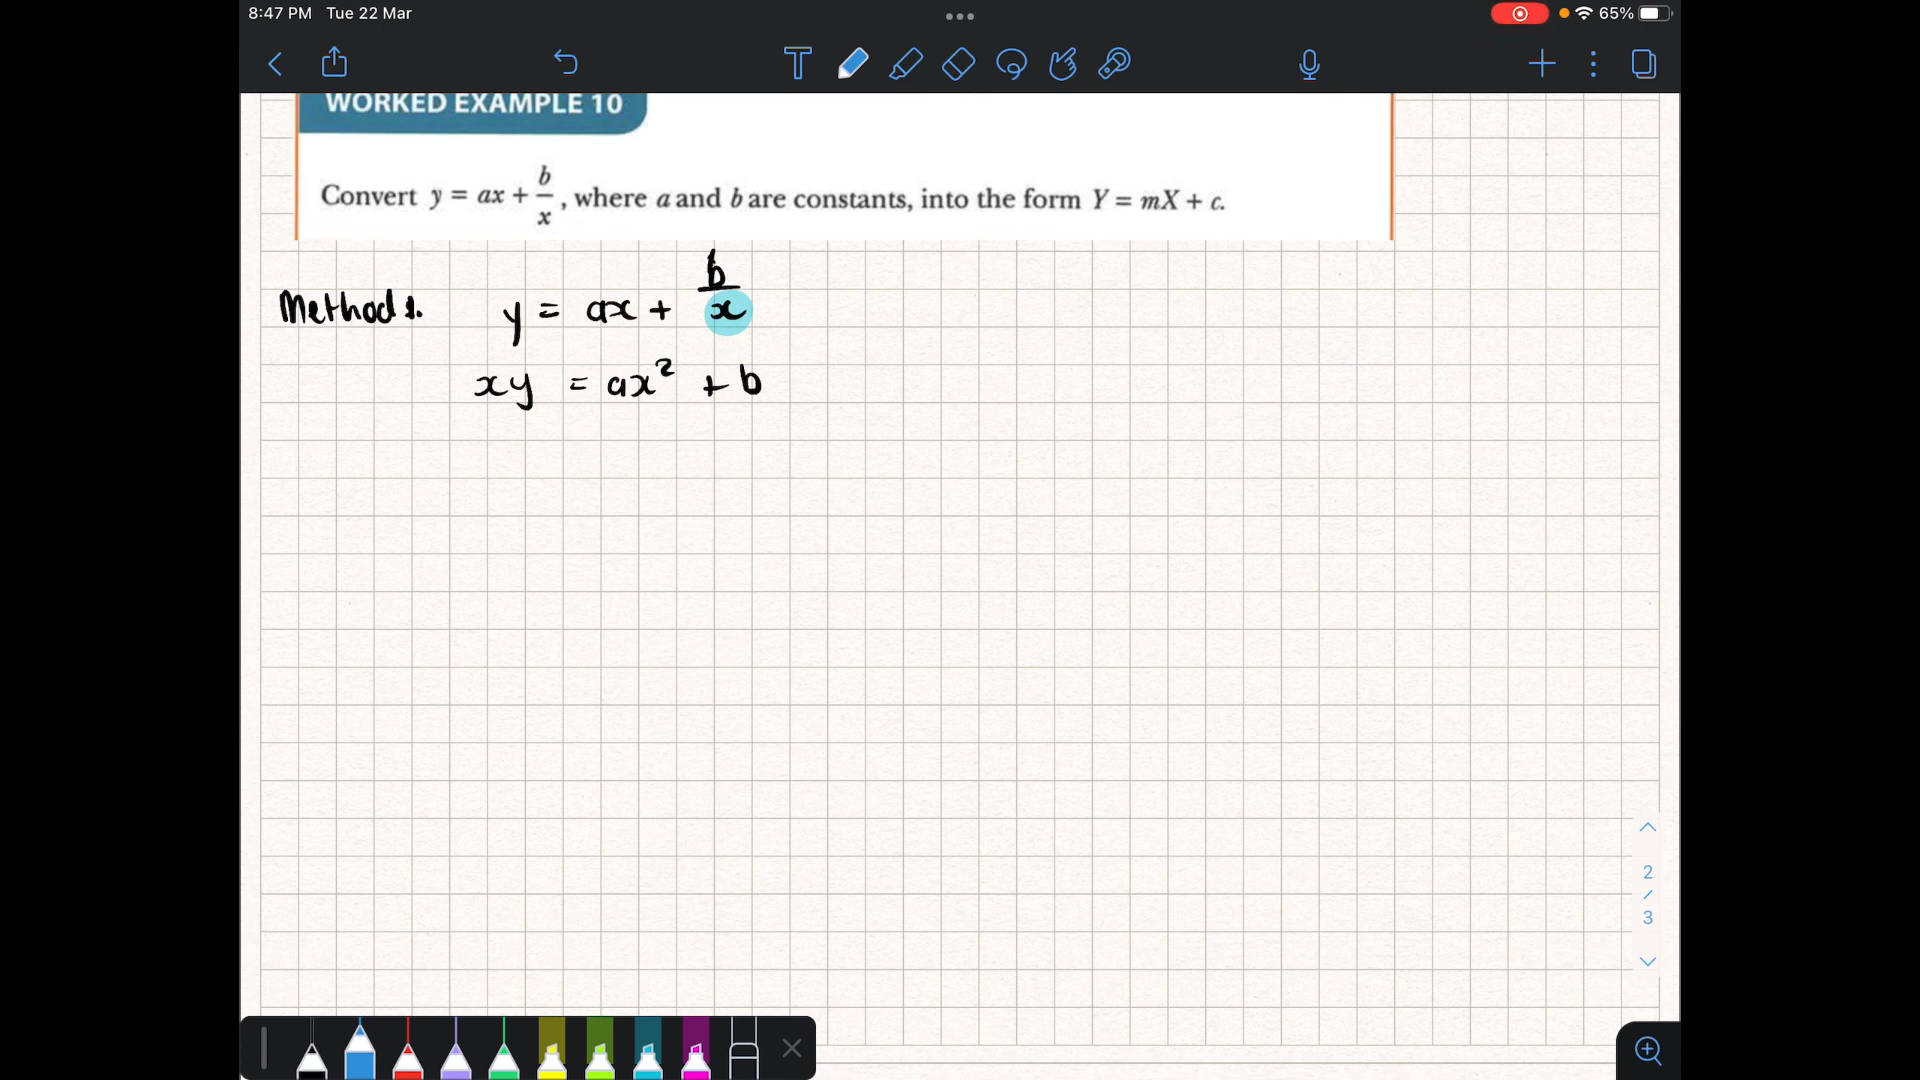 8:47 PM Tue 22 Mar
65%
WORKED EXAMPLE 10
Convert y = ax + b/x, where a and b are constants, into the form Y = mX + c.
Method 1. y = ax + b/x
xy = ax² + b
2
/
3